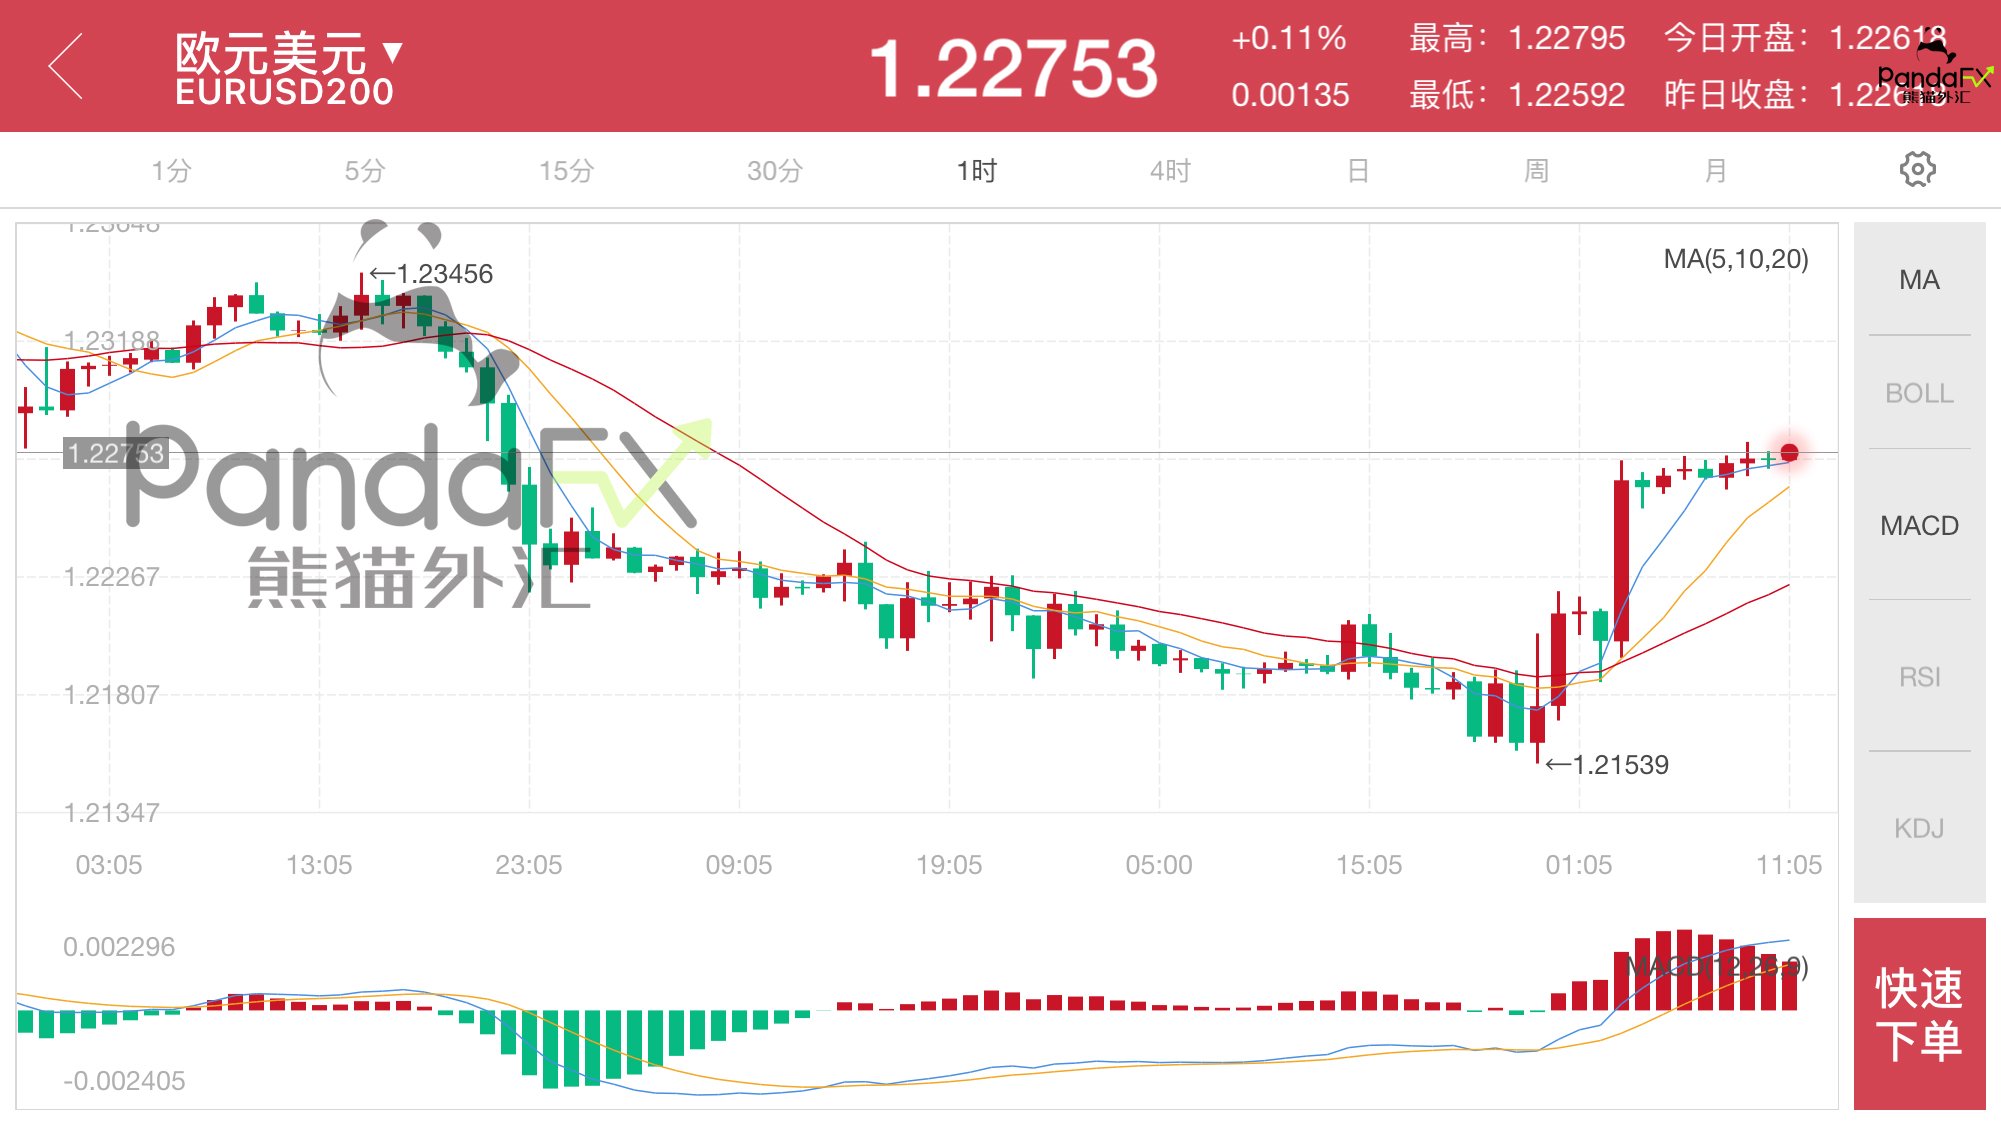 欧元美元▼
EURUSD200
1.22753
+0.11%
0.00135
最高：1.22795
最低：1.22592
今日开盘：1.22618
昨日收盘：1.22618
PandaFX
熊猫外汇
1分 5分 15分 30分 1时 4时 日 周 月
1.23648
←1.23456
MA(5,10,20)
1.23188
1.22753
PandaFX
熊猫外汇
1.22267
1.21807
←1.21539
1.21347
03:05 13:05 23:05 09:05 19:05 05:00 15:05 01:05 11:05
0.002296
MACD(12,26,9)
-0.002405
MA
BOLL
MACD
RSI
KDJ
快速
下单